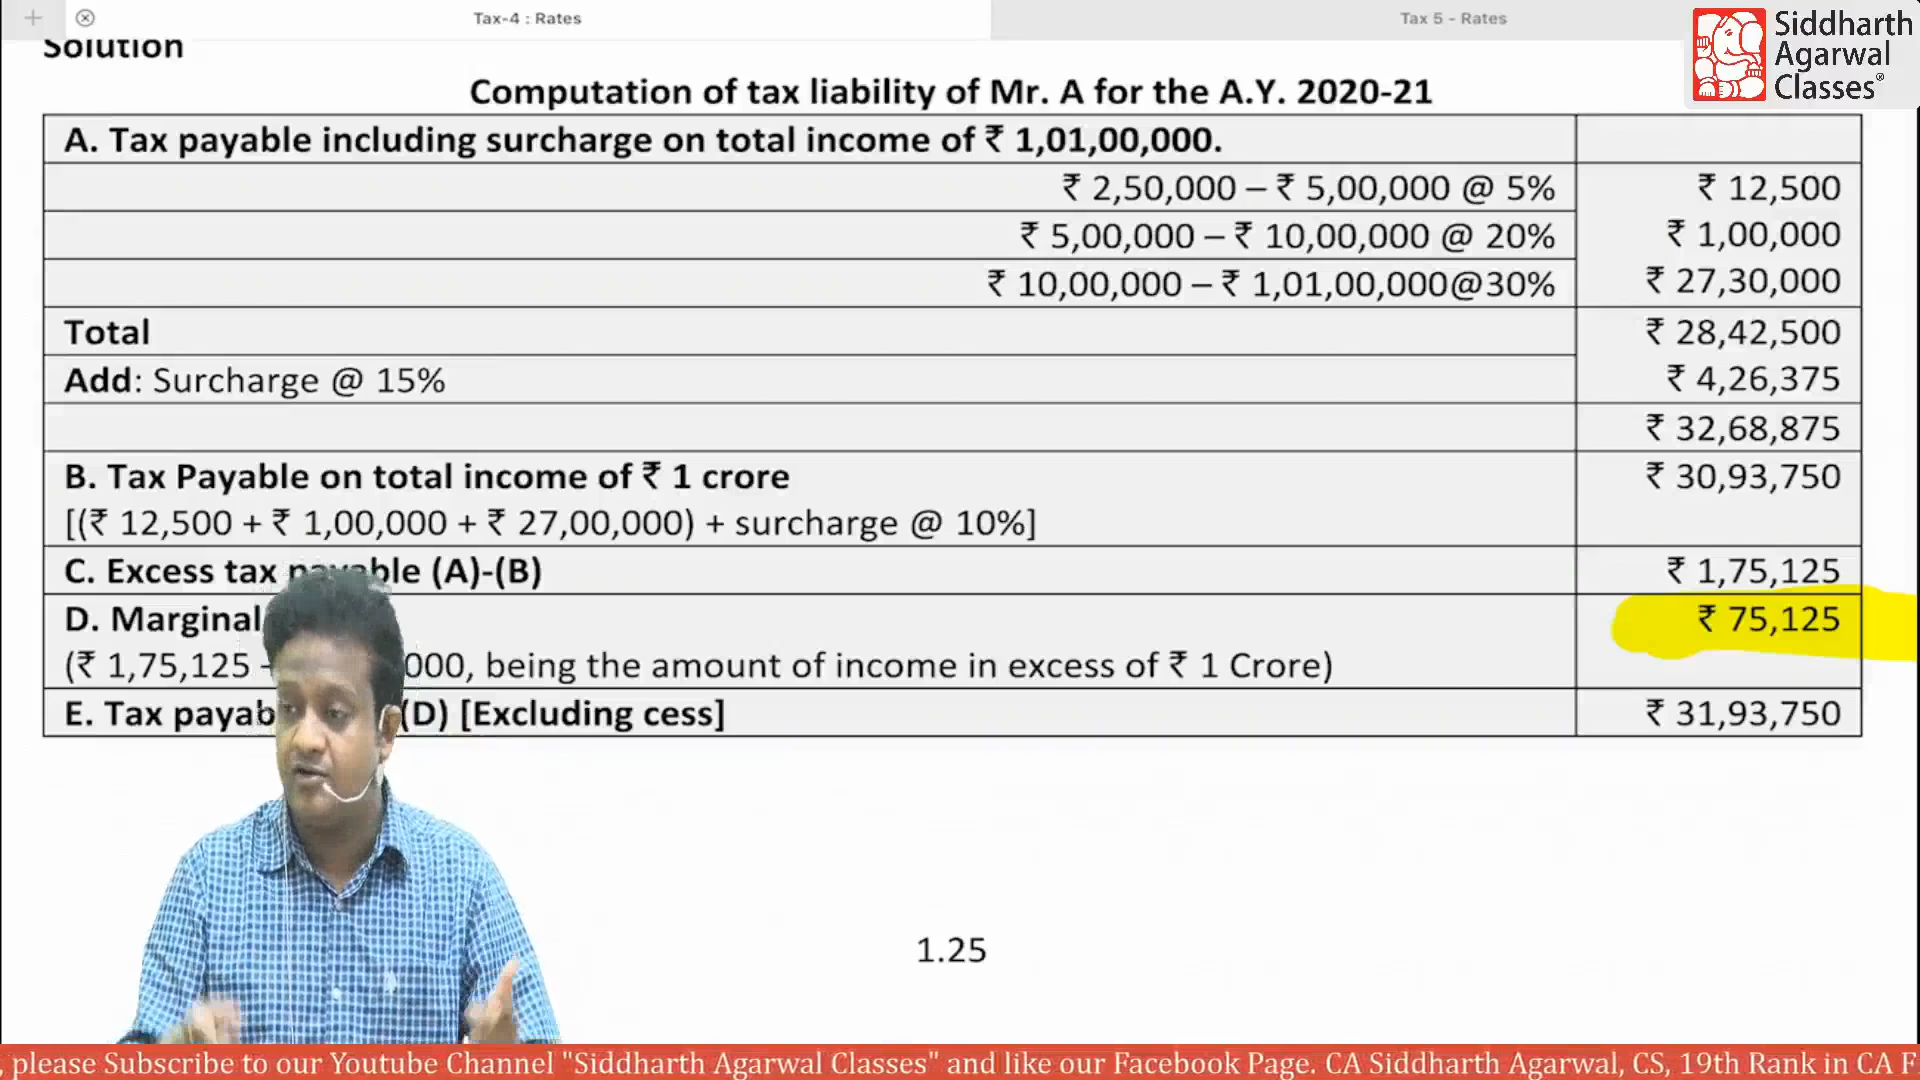 Tax-4 : Rates
Tax 5 - Rates
Siddharth
Agarwal
Classes®
Solution
Computation of tax liability of Mr. A for the A.Y. 2020-21
A. Tax payable including surcharge on total income of ₹ 1,01,00,000.
₹ 2,50,000 – ₹ 5,00,000 @ 5% ₹ 12,500
₹ 5,00,000 – ₹ 10,00,000 @ 20% ₹ 1,00,000
₹ 10,00,000 – ₹ 1,01,00,000@30% ₹ 27,30,000
Total ₹ 28,42,500
Add: Surcharge @ 15% ₹ 4,26,375
₹ 32,68,875
B. Tax Payable on total income of ₹ 1 crore ₹ 30,93,750
[(₹ 12,500 + ₹ 1,00,000 + ₹ 27,00,000) + surcharge @ 10%]
C. Excess tax payable (A)-(B) ₹ 1,75,125
D. Marginal ₹ 75,125
(₹ 1,75,125 000, being the amount of income in excess of ₹ 1 Crore)
E. Tax (D) [Excluding cess] ₹ 31,93,750
1.25
, please Subscribe to our Youtube Channel "Siddharth Agarwal Classes" and like our Facebook Page. CA Siddharth Agarwal, CS, 19th Rank in CA F